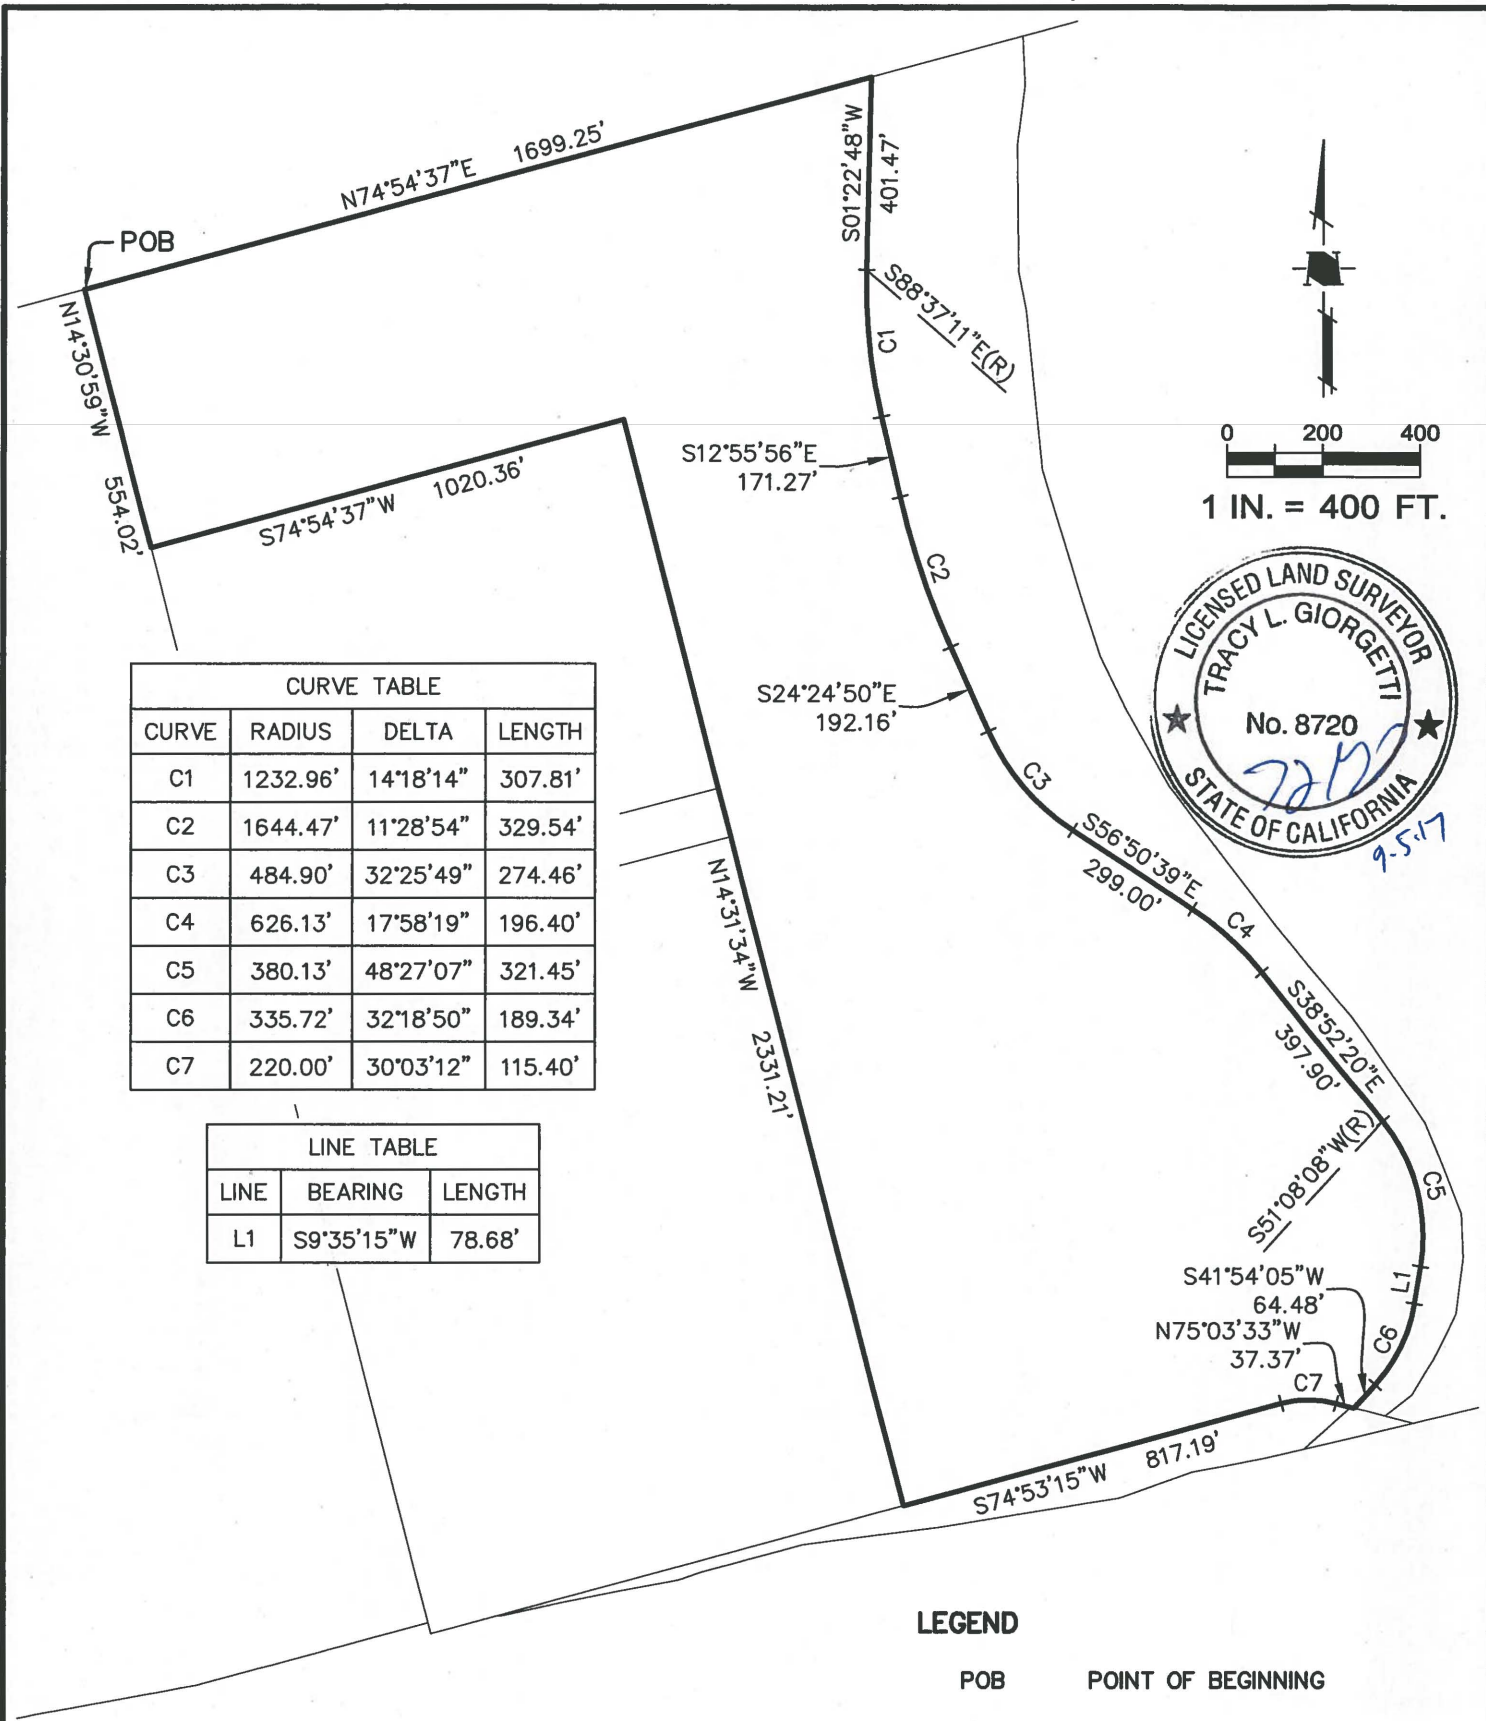 N74°54'37"E 1699.25'
POB
S01°22'48"W
401.47'
N14°30'59"W 554.02'
S88°37'11"E(R)
C1
S12°55'56"E
171.27'
S74°54'37"W 1020.36'
0 200 400
1 IN. = 400 FT.
C2
LICENSED LAND SURVEYOR
TRACY L. GIORGETTI
No. 8720
STATE OF CALIFORNIA
9-5-17
S24°24'50"E
192.16'
CURVE TABLE
CURVE RADIUS DELTA LENGTH
C1 1232.96' 14°18'14" 307.81'
C2 1644.47' 11°28'54" 329.54'
C3 484.90' 32°25'49" 274.46'
C4 626.13' 17°58'19" 196.40'
C5 380.13' 48°27'07" 321.45'
C6 335.72' 32°18'50" 189.34'
C7 220.00' 30°03'12" 115.40'
C3
S56°50'39"E
299.00'
C4
N14°31'34"W 2331.21'
S38°52'20"E
397.90'
LINE TABLE
LINE BEARING LENGTH
L1 S9°35'15"W 78.68'
S51°08'08"W(R)
C5
S41°54'05"W
64.48'
L1
N75°03'33"W
37.37'
C6
C7
S74°53'15"W 817.19'
LEGEND
POB POINT OF BEGINNING